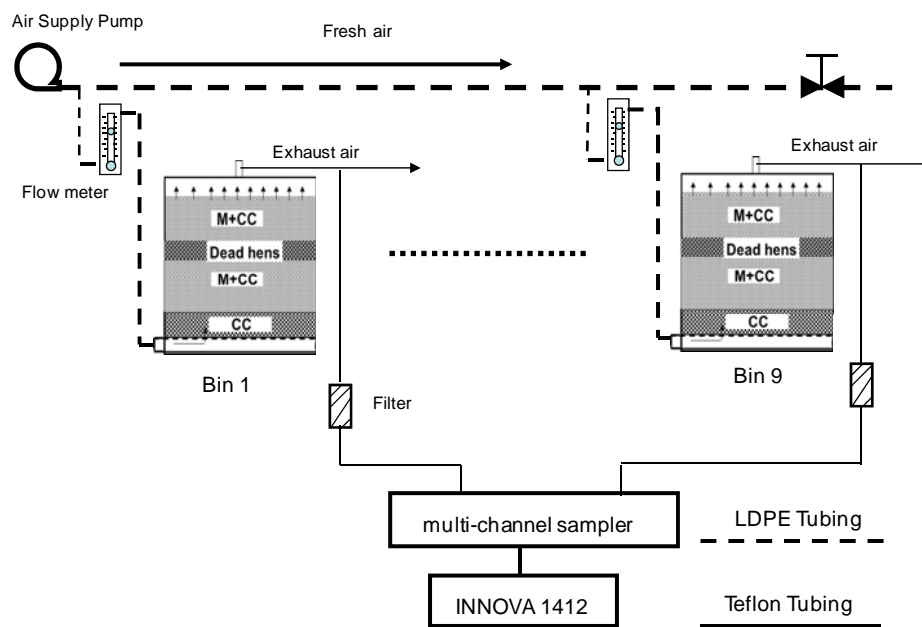 Air Supply Pump
Fresh air
Exhaust air
Exhaust air
Flow meter
M+CC
M+CC
Dead hens
Dead hens
M+CC
M+CC
CC
CC
Bin 1
Bin 9
Filter
multi-channel sampler
LDPE Tubing
INNOVA 1412
Teflon Tubing